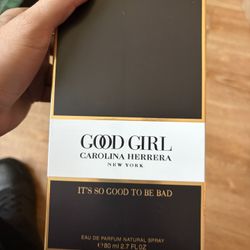 GOOD GIRL
CAROLINA HERRERA
NEW YORK
IT'S SO GOOD TO BE BAD
EAU DE PARFUM NATURAL SPRAY
℮80 ml 2.7 FL.OZ